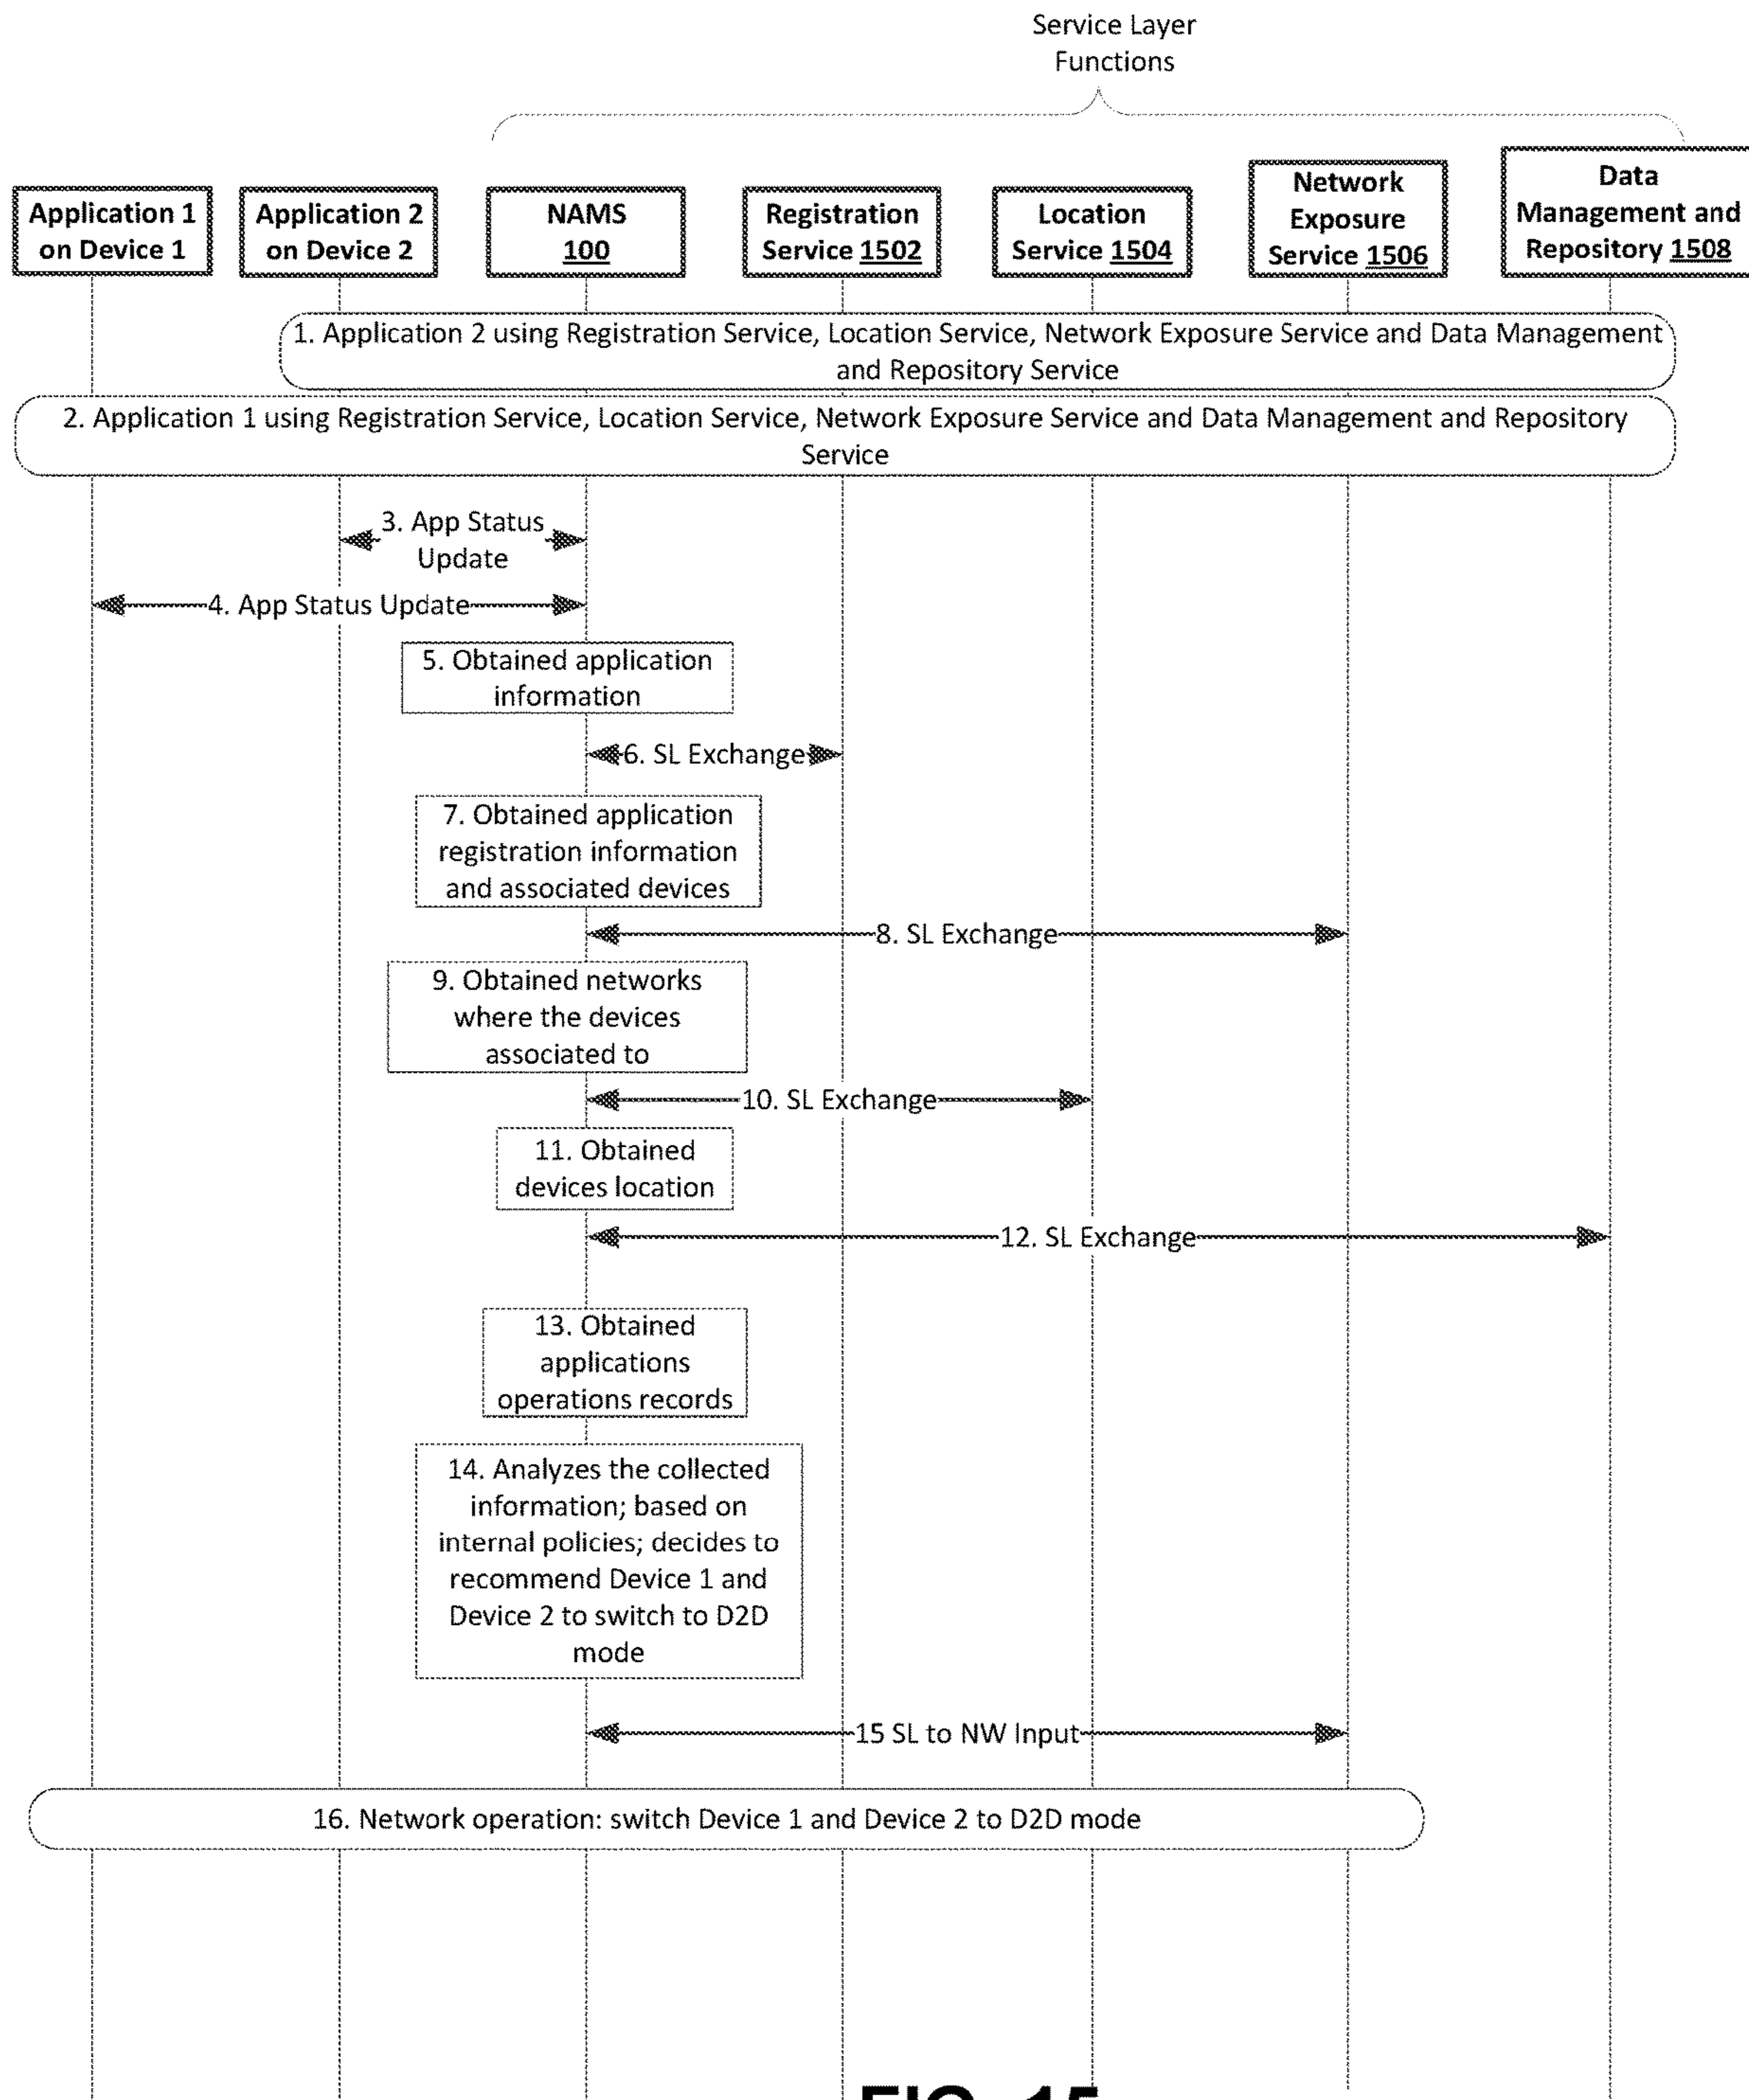 Service Layer
Functions
Application 1
on Device 1
Application 2
on Device 2
NAMS
100
Registration
Service 1502
Location
Service 1504
Network
Exposure
Service 1506
Data
Management and
Repository 1508
1. Application 2 using Registration Service, Location Service, Network Exposure Service and Data Management
and Repository Service
2. Application 1 using Registration Service, Location Service, Network Exposure Service and Data Management and Repository
Service
3. App Status
Update
4. App Status Update
5. Obtained application
information
6. SL Exchange
7. Obtained application
registration information
and associated devices
8. SL Exchange
9. Obtained networks
where the devices
associated to
10. SL Exchange
11. Obtained
devices location
12. SL Exchange
13. Obtained
applications
operations records
14. Analyzes the collected
information; based on
internal policies; decides to
recommend Device 1 and
Device 2 to switch to D2D
mode
15 SL to NW Input
16. Network operation: switch Device 1 and Device 2 to D2D mode
FIG. 15